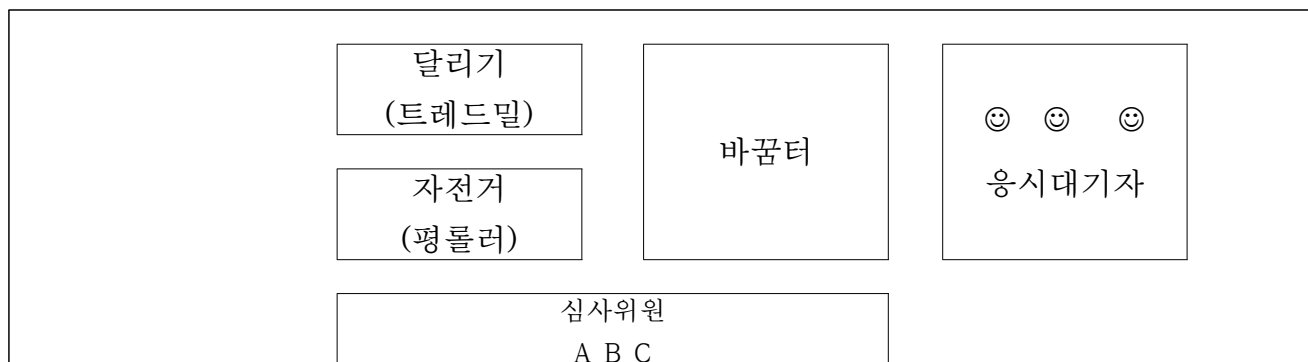 달리기
(트레드밀)
자전거
(평롤러)
바꿈터
응시대기자
심사위원
A B C